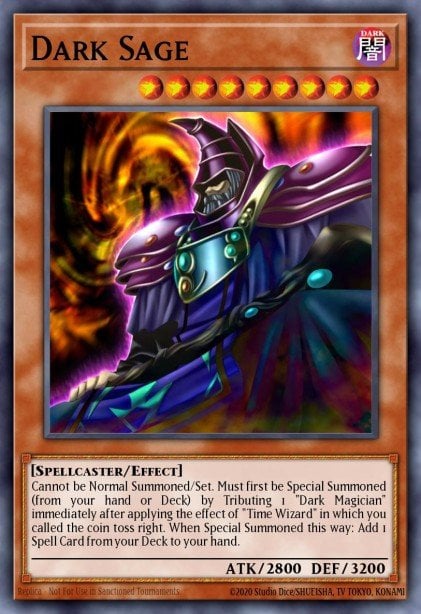 Dark Sage
DARK
闇
[Spellcaster/Effect]
Cannot be Normal Summoned/Set. Must first be Special Summoned
(from your hand or Deck) by Tributing 1 "Dark Magician"
immediately after applying the effect of "Time Wizard" in which you
called the coin toss right. When Special Summoned this way: Add 1
Spell Card from your Deck to your hand.
ATK/2800 DEF/3200
Replica - Not For Use in Sanctioned Tournaments
©2020 Studio Dice/SHUEISHA, TV TOKYO, KONAMI